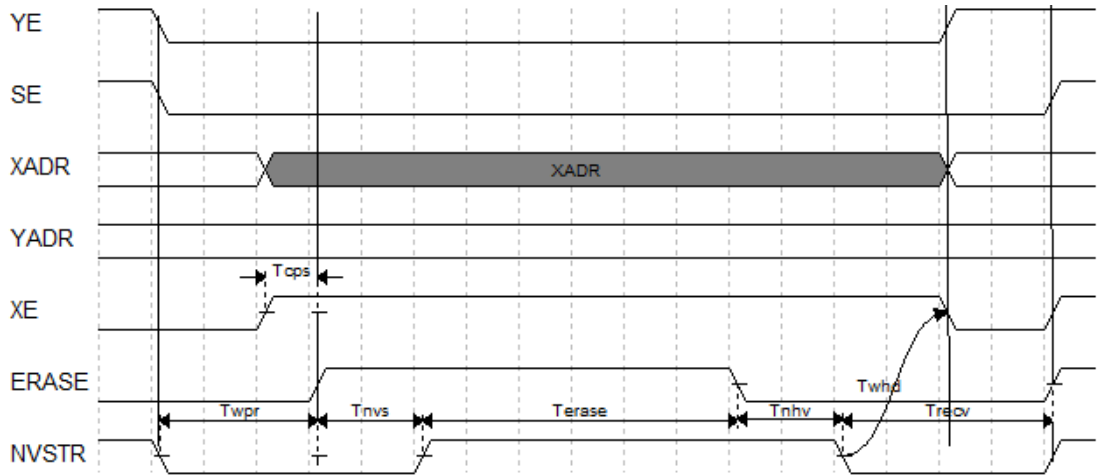 YE
SE
XADR
XADR
YADR
Tcps
XE
ERASE
Twhd
Twpr
Tnvs
Terase
Tnhv
Trecv
NVSTR